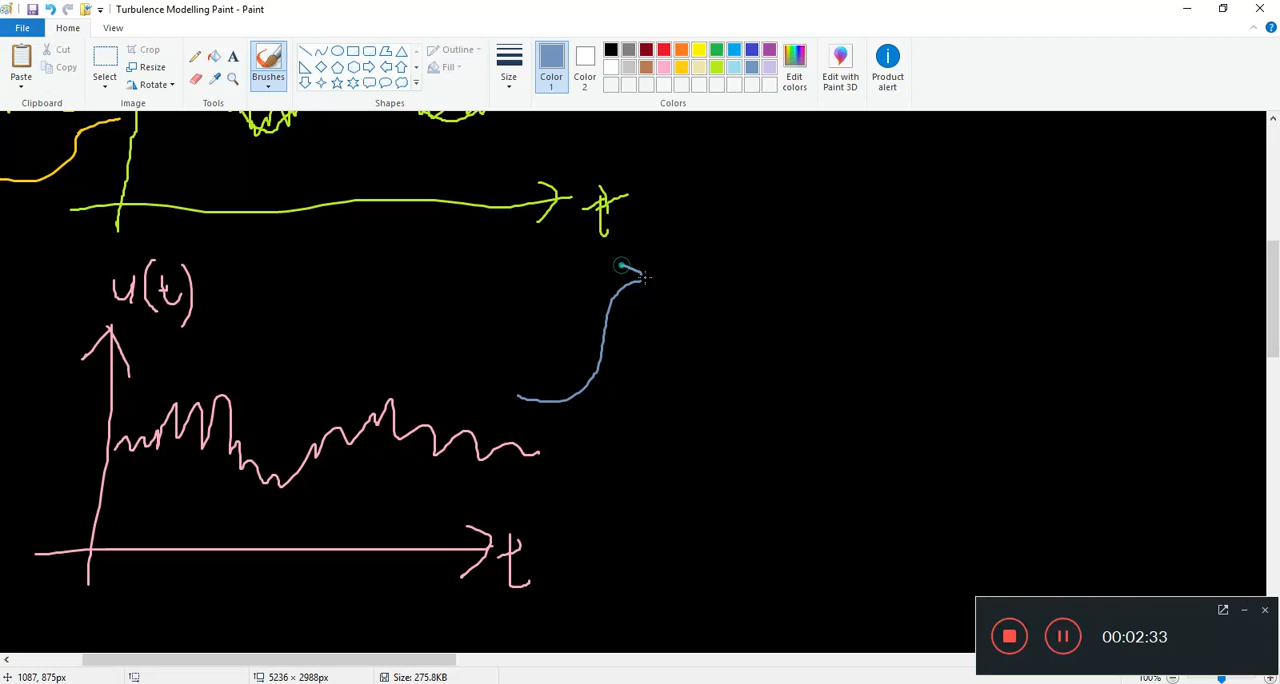 Turbulence Modelling Paint - Paint
File Home View
Paste Cut Copy Clipboard
Select Crop Resize Rotate Image
A Tools
Brushes
Outline Fill Shapes
Size
Color 1 Color 2 Edit colors Colors
Edit with Paint 3D
Product alert
t
u(t)
t
00:02:33
1087, 875px 5236 × 2988px Size: 275.8KB 100%